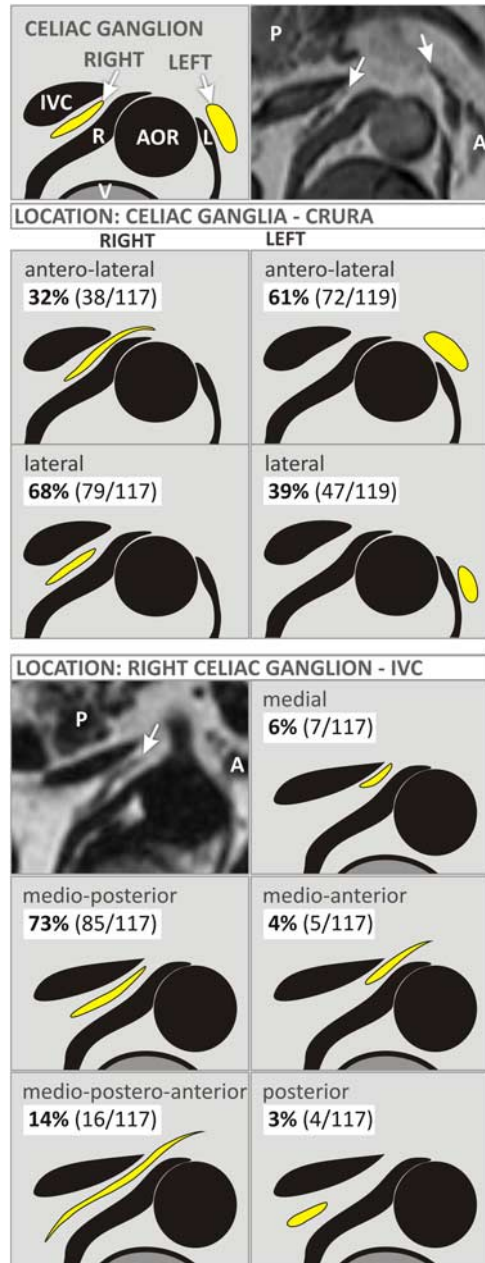 CELIAC GANGLION
RIGHT
LEFT
IVC
R
AOR
L
V
P
A
LOCATION: CELIAC GANGLIA - CRURA
RIGHT LEFT
antero-lateral
32% (38/117)
antero-lateral
61% (72/119)
lateral
68% (79/117)
lateral
39% (47/119)
LOCATION: RIGHT CELIAC GANGLION - IVC
P
A
medial
6% (7/117)
medio-posterior
73% (85/117)
medio-anterior
4% (5/117)
medio-postero-anterior
14% (16/117)
posterior
3% (4/117)